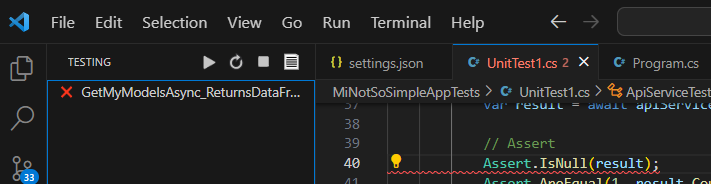 File Edit Selection View Go Run Terminal Help
TESTING
settings.json
UnitTest1.cs 2
Program.cs
GetMyModelsAsync_ReturnsDataFr...
MiNotSoSimpleAppTests > UnitTest1.cs > ApiServiceTest
37 var result = await apiService
38
39 // Assert
40 Assert.IsNull(result);
41 Assert.AreEqual(1, result.Co
33